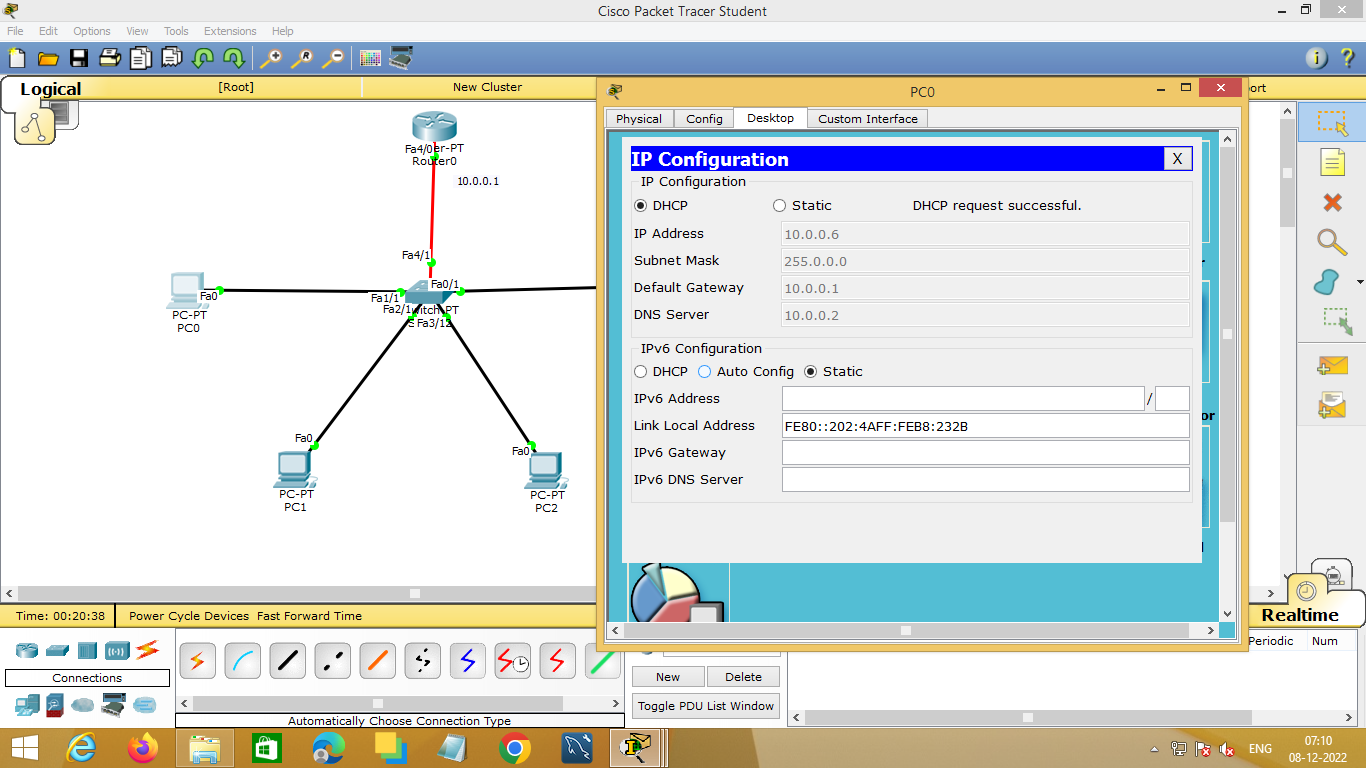 Cisco Packet Tracer Student
File Edit Options View Tools Extensions Help
Logical
[Root]
New Cluster
ort
PC0
Physical Config Desktop Custom Interface
IP Configuration
X
IP Configuration
DHCP Static DHCP request successful.
IP Address 10.0.0.6
Subnet Mask 255.0.0.0
Default Gateway 10.0.0.1
DNS Server 10.0.0.2
IPv6 Configuration
DHCP Auto Config Static
IPv6 Address /
Link Local Address FE80::202:4AFF:FEB8:232B
IPv6 Gateway
IPv6 DNS Server
or
Fa4/0er-PT
Router0
10.0.0.1
Fa4/1
Fa0/1
Fa0
Fa1/1
Fa2/1witch-PT
S Fa3/12
PC-PT
PC0
Fa0
PC-PT
PC1
Fa0
PC-PT
PC2
Time: 00:20:38 Power Cycle Devices Fast Forward Time
Realtime
Connections
Automatically Choose Connection Type
New Delete
Toggle PDU List Window
Periodic Num
ENG
07:10
08-12-2022